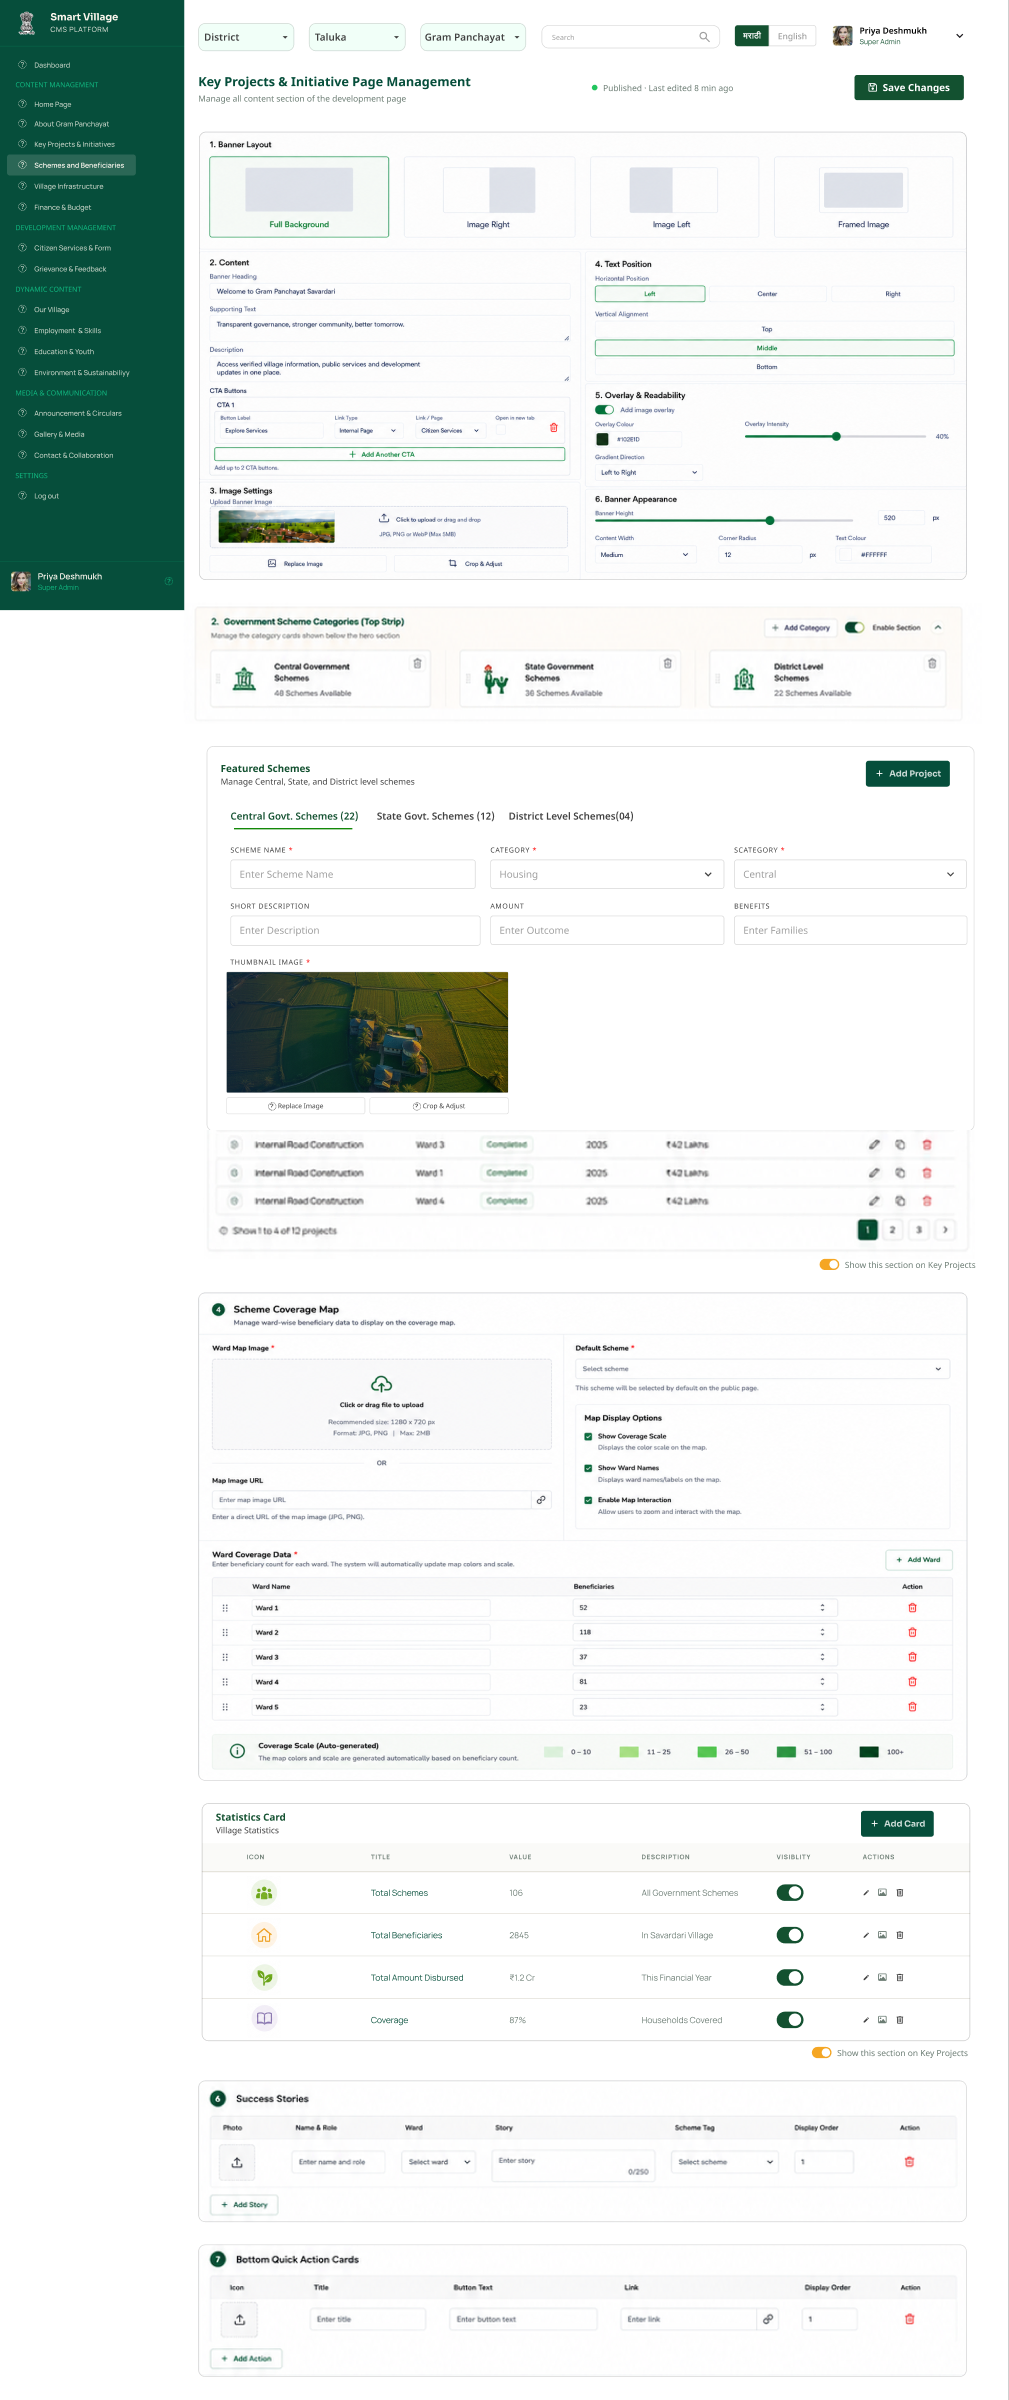 Smart Village
CMS PLATFORM
Dashboard
CONTENT MANAGEMENT
Home Page
About Gram Panchayat
Key Projects & Initiatives
Schemes and Beneficiaries
Village Infrastructure
Finance & Budget
DEVELOPMENT MANAGEMENT
Citizen Services & Form
Grievance & Feedback
DYNAMIC CONTENT
Our Village
Employment & Skills
Education & Youth
Environment & Sustainabiliyy
MEDIA & COMMUNICATION
Announcement & Circulars
Gallery & Media
Contact & Collaboration
SETTINGS
Log out
Priya Deshmukh
Super Admin
District
Taluka
Gram Panchayat
Search
मराठी
English
Priya Deshmukh
Super Admin
Key Projects & Initiative Page Management
Manage all content section of the development page
Published · Last edited 8 min ago
Save Changes
1. Banner Layout
Full Background
Image Right
Image Left
Framed Image
2. Content
Banner Heading
Welcome to Gram Panchayat Savardari
Supporting Text
Transparent governance, stronger community, better tomorrow.
Description
Access verified village information, public services and development
updates in one place.
CTA Buttons
CTA 1
Button Label Link Type Link / Page Open in new tab
Explore Services Internal Page Citizen Services
+ Add Another CTA
Add up to 2 CTA buttons.
3. Image Settings
Upload Banner Image
Click to upload or drag and drop
JPG, PNG or WebP (Max 5MB)
Replace Image
Crop & Adjust
4. Text Position
Horizontal Position
Left Center Right
Vertical Alignment
Top
Middle
Bottom
5. Overlay & Readability
Add image overlay
Overlay Colour
#102E1D
Overlay Intensity
40%
Gradient Direction
Left to Right
6. Banner Appearance
Banner Height
520 px
Content Width Corner Radius Text Colour
Medium 12 px #FFFFFF
2. Government Scheme Categories (Top Strip)
Manage the category cards shown below the hero section
+ Add Category
Enable Section
Central Government
Schemes
48 Schemes Available
State Government
Schemes
36 Schemes Available
District Level
Schemes
22 Schemes Available
Featured Schemes
Manage Central, State, and District level schemes
+ Add Project
Central Govt. Schemes (22) State Govt. Schemes (12) District Level Schemes(04)
SCHEME NAME * CATEGORY * SCATEGORY *
Enter Scheme Name Housing Central
SHORT DESCRIPTION AMOUNT BENEFITS
Enter Description Enter Outcome Enter Families
THUMBNAIL IMAGE *
Replace Image
Crop & Adjust
Internal Road Construction Ward 3 Completed 2025 ₹42 Lakhs
Internal Road Construction Ward 1 Completed 2025 ₹42 Lakhs
Internal Road Construction Ward 4 Completed 2025 ₹42 Lakhs
Show 1 to 4 of 12 projects
1 2 3 >
Show this section on Key Projects
4 Scheme Coverage Map
Manage ward-wise beneficiary data to display on the coverage map.
Ward Map Image *
Click or drag file to upload
Recommended size: 1280 x 720 px
Format: JPG, PNG | Max: 2MB
OR
Map Image URL
Enter map image URL
Enter a direct URL of the map image (JPG, PNG).
Default Scheme *
Select scheme
This scheme will be selected by default on the public page.
Map Display Options
Show Coverage Scale
Displays the color scale on the map.
Show Ward Names
Displays ward names/labels on the map.
Enable Map Interaction
Allow users to zoom and interact with the map.
Ward Coverage Data *
Enter beneficiary count for each ward. The system will automatically update map colors and scale.
+ Add Ward
Ward Name Beneficiaries Action
Ward 1 52
Ward 2 118
Ward 3 37
Ward 4 81
Ward 5 23
Coverage Scale (Auto-generated)
The map colors and scale are generated automatically based on beneficiary count.
0 – 10 11 – 25 26 – 50 51 – 100 100+
Statistics Card
Village Statistics
+ Add Card
ICON TITLE VALUE DESCRIPTION VISIBLITY ACTIONS
Total Schemes 106 All Government Schemes
Total Beneficiaries 2845 In Savardari Village
Total Amount Disbursed ₹1.2 Cr This Financial Year
Coverage 87% Households Covered
Show this section on Key Projects
6 Success Stories
Photo Name & Role Ward Story Scheme Tag Display Order Action
Enter name and role Select ward Enter story 0/250 Select scheme 1
+ Add Story
7 Bottom Quick Action Cards
Icon Title Button Text Link Display Order Action
Enter title Enter button text Enter link 1
+ Add Action